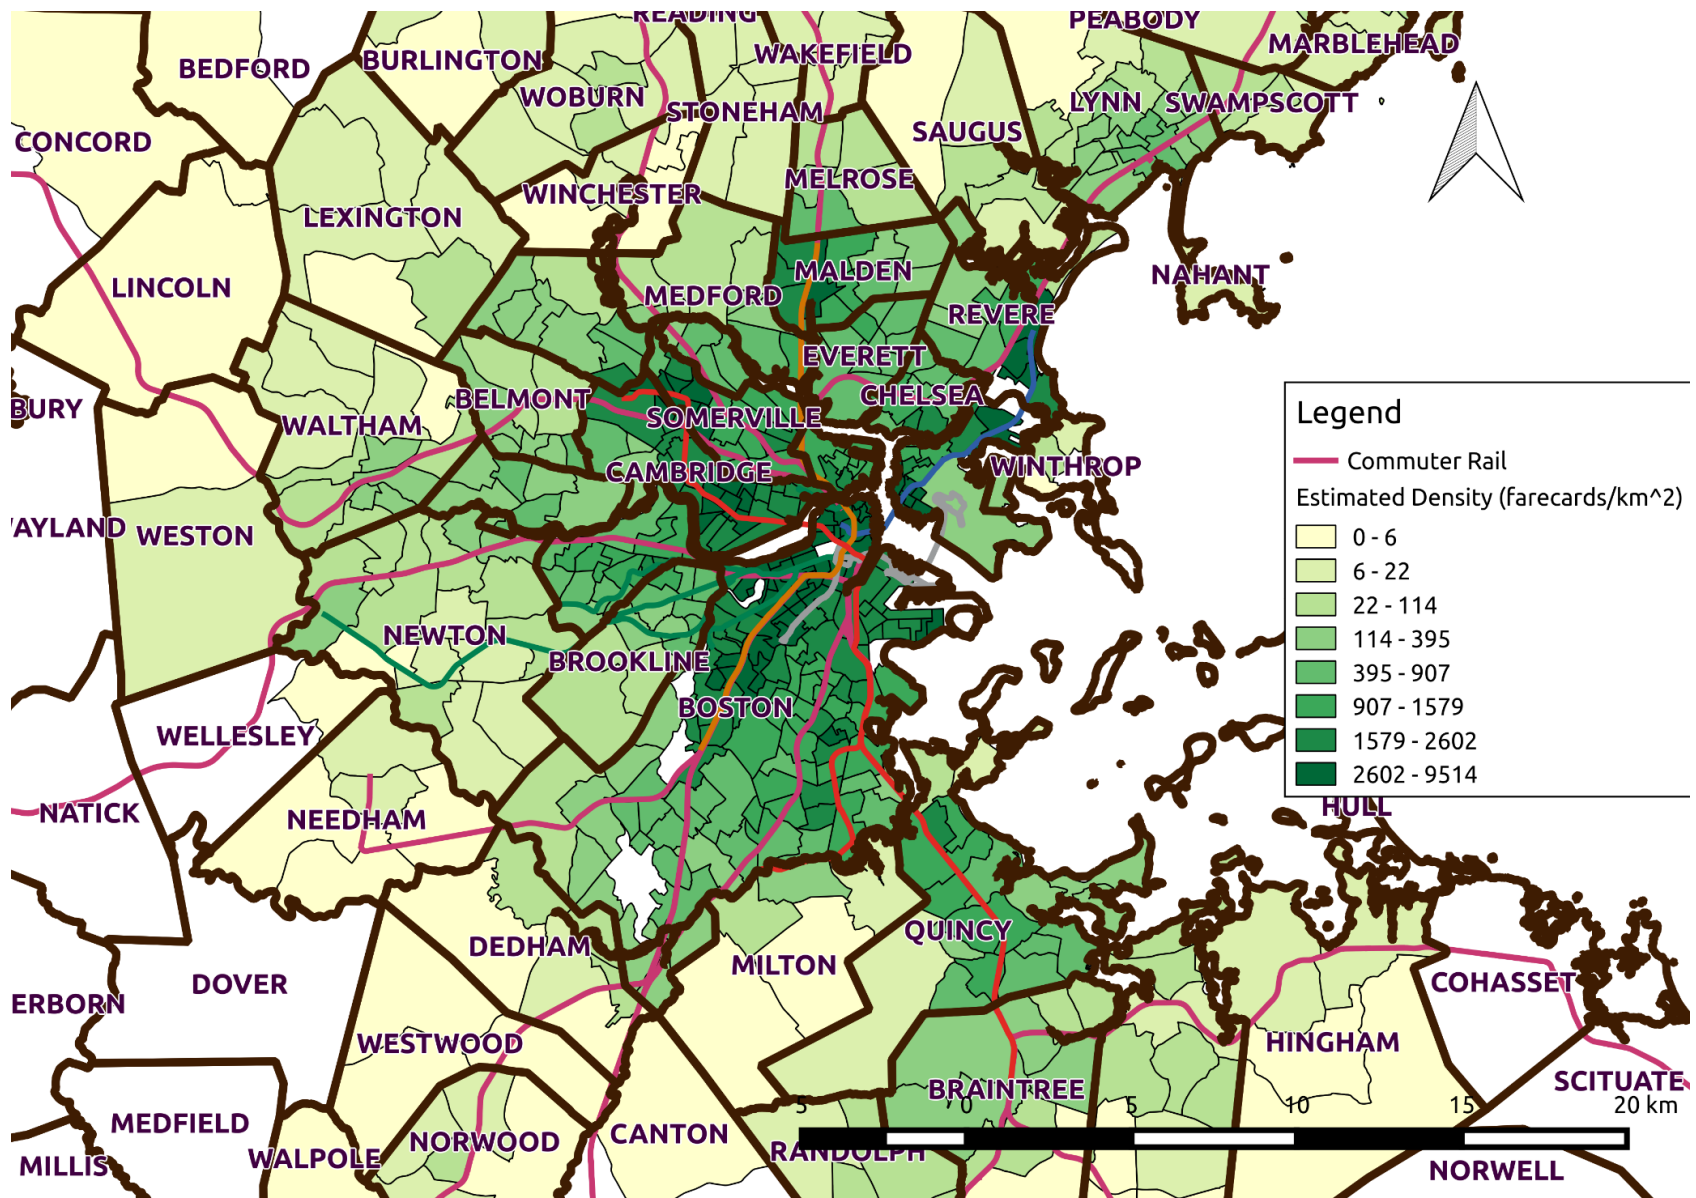 READING
PEABODY
MARBLEHEAD
BEDFORD
BURLINGTON
WAKEFIELD
WOBURN
STONEHAM
LYNN
SWAMPSCOTT
CONCORD
SAUGUS
WINCHESTER
MELROSE
LEXINGTON
LINCOLN
MEDFORD
MALDEN
NAHANT
REVERE
EVERETT
CHELSEA
BURY
BELMONT
WALTHAM
SOMERVILLE
CAMBRIDGE
WINTHROP
AYLAND
WESTON
NEWTON
BROOKLINE
BOSTON
WELLESLEY
NATICK
NEEDHAM
HULL
Legend
Commuter Rail
Estimated Density (farecards/km^2)
0 - 6
6 - 22
22 - 114
114 - 395
395 - 907
907 - 1579
1579 - 2602
2602 - 9514
QUINCY
DEDHAM
MILTON
DOVER
COHASSET
ERBORN
WESTWOOD
HINGHAM
BRAINTREE
SCITUATE
MEDFIELD
NORWOOD
CANTON
RANDOLPH
WALPOLE
MILLIS
NORWELL
5 0 5 10 15 20 km